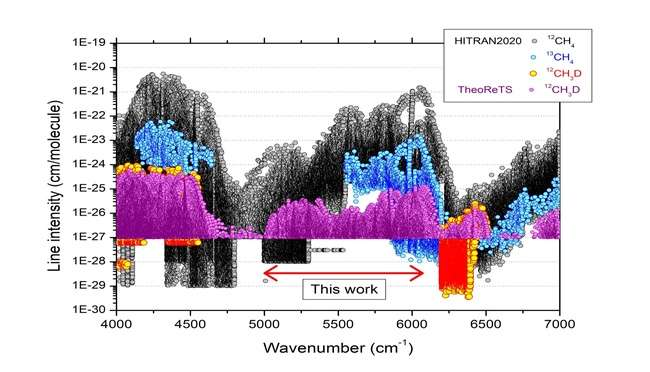 HITRAN2020 ¹²CH₄
¹³CH₄
¹²CH₃D
TheoReTS ¹²CH₃D
1E-19
1E-20
1E-21
1E-22
1E-23
1E-24
1E-25
1E-26
1E-27
1E-28
1E-29
1E-30
Line intensity (cm/molecule)
This work
4000 4500 5000 5500 6000 6500 7000
Wavenumber (cm⁻¹)